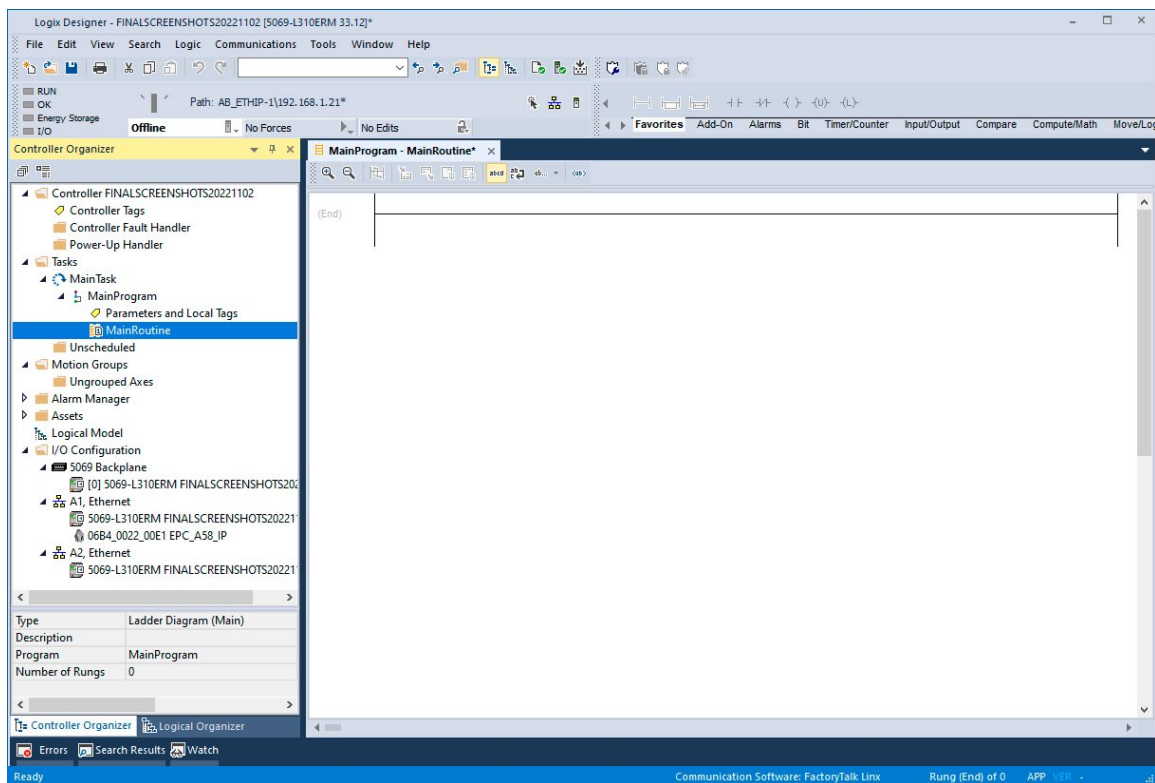 Logix Designer - FINALSCREENSHOTS20221102 [5069-L310ERM 33.12]*
File Edit View Search Logic Communications Tools Window Help
RUN
OK
Energy Storage
I/O
Path: AB_ETHIP-1\192.168.1.21*
Offline
No Forces
No Edits
Favorites Add-On Alarms Bit Timer/Counter Input/Output Compare Compute/Math Move/Log
Controller Organizer
MainProgram - MainRoutine*
Controller FINALSCREENSHOTS20221102
Controller Tags
Controller Fault Handler
Power-Up Handler
Tasks
MainTask
MainProgram
Parameters and Local Tags
MainRoutine
Unscheduled
Motion Groups
Ungrouped Axes
Alarm Manager
Assets
Logical Model
I/O Configuration
5069 Backplane
[0] 5069-L310ERM FINALSCREENSHOTS202
A1, Ethernet
5069-L310ERM FINALSCREENSHOTS20221
06B4_0022_00E1 EPC_A58_IP
A2, Ethernet
5069-L310ERM FINALSCREENSHOTS20221
(End)
Type Ladder Diagram (Main)
Description
Program MainProgram
Number of Rungs 0
Controller Organizer Logical Organizer
Errors Search Results Watch
Ready
Communication Software: FactoryTalk Linx
Rung (End) of 0
APP VER -